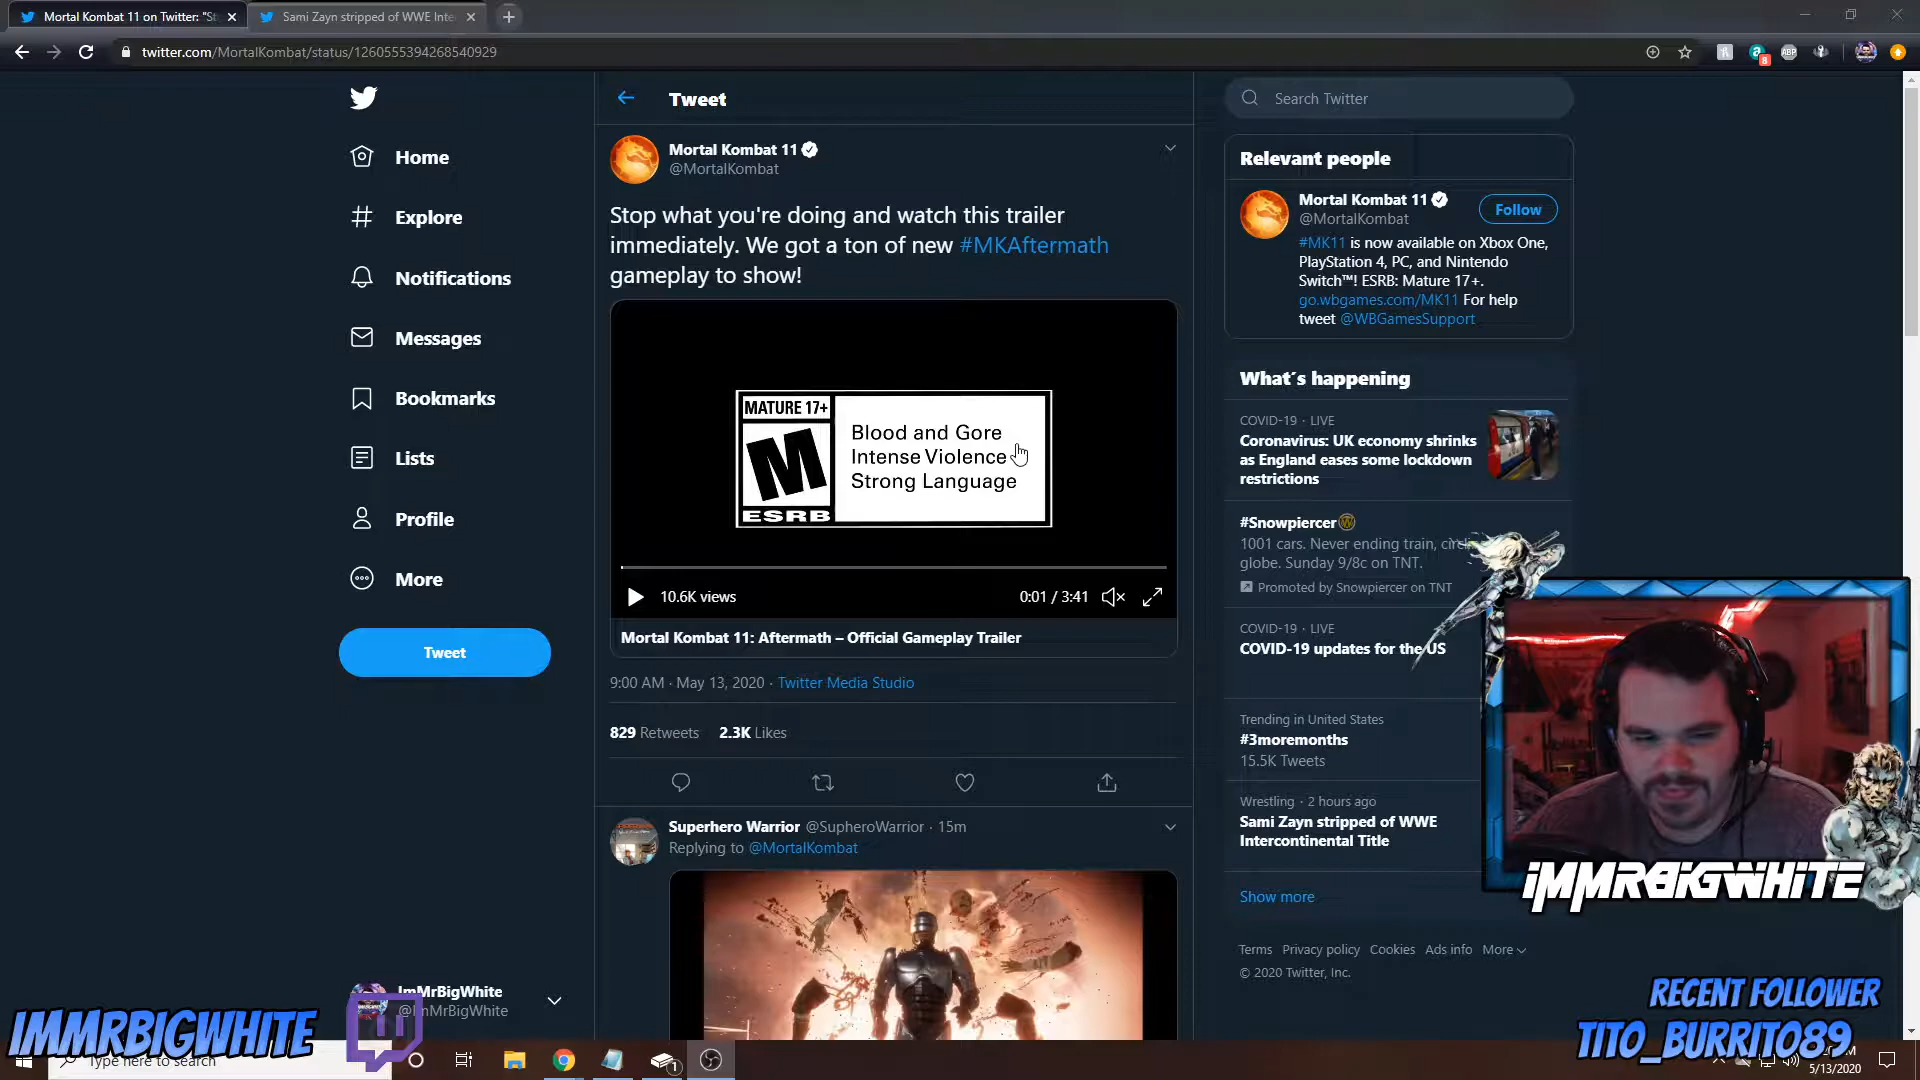 Mortal Kombat 11 on Twitter: "St
Sami Zayn stripped of WWE Inte
twitter.com/MortalKombat/status/1260555394268540929
8
ABP
Home
Explore
Notifications
Messages
Bookmarks
Lists
Profile
More
Tweet
ImMrBigWhite
@ImMrBigWhite
Tweet
Mortal Kombat 11
@MortalKombat
Stop what you're doing and watch this trailer
immediately. We got a ton of new #MKAftermath
gameplay to show!
MATURE 17+
M
ESRB
Blood and Gore
Intense Violence
Strong Language
10.6K views
0:01 / 3:41
Mortal Kombat 11: Aftermath – Official Gameplay Trailer
9:00 AM · May 13, 2020 · Twitter Media Studio
829 Retweets 2.3K Likes
Superhero Warrior @SupheroWarrior · 15m
Replying to @MortalKombat
Search Twitter
Relevant people
Mortal Kombat 11
@MortalKombat
Follow
#MK11 is now available on Xbox One,
PlayStation 4, PC, and Nintendo
Switch™! ESRB: Mature 17+.
go.wbgames.com/MK11 For help
tweet @WBGamesSupport
What's happening
COVID-19 · LIVE
Coronavirus: UK economy shrinks
as England eases some lockdown
restrictions
#Snowpiercer
1001 cars. Never ending train,
globe. Sunday 9/8c on TNT.
Promoted by Snowpiercer on TNT
COVID-19 · LIVE
COVID-19 updates for the US
Trending in United States
#3moremonths
15.5K Tweets
Wrestling · 2 hours ago
Sami Zayn stripped of WWE
Intercontinental Title
Show more
Terms Privacy policy Cookies Ads info More
© 2020 Twitter, Inc.
IMMRBIGWHITE
RECENT FOLLOWER
TITO_BURRITO89
IMMRBIGWHITE
Type here to search
1
5/13/2020